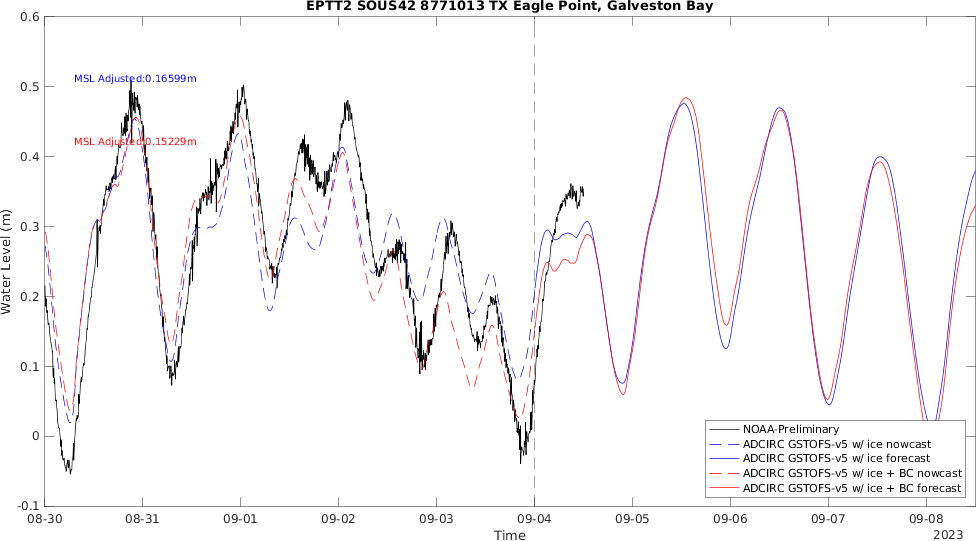 EPTT2 SOUS42 8771013 TX Eagle Point, Galveston Bay
0.6
0.5
0.4
0.3
0.2
0.1
0
-0.1
Water Level (m)
MSL Adjusted:0.16599m
MSL Adjusted:0.15229m
NOAA-Preliminary
ADCIRC GSTOFS-v5 w/ ice nowcast
ADCIRC GSTOFS-v5 w/ ice forecast
ADCIRC GSTOFS-v5 w/ice + BC nowcast
ADCIRC GSTOFS-v5 w/ice + BC forecast
08-30 08-31 09-01 09-02 09-03 09-04 09-05 09-06 09-07 09-08
Time
2023